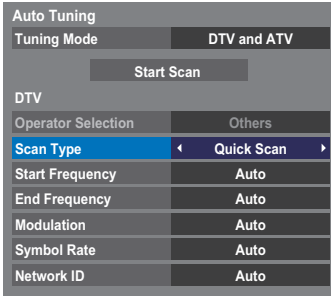 Auto Tuning
Tuning Mode DTV and ATV
Start Scan
DTV
Operator Selection Others
Scan Type Quick Scan
Start Frequency Auto
End Frequency Auto
Modulation Auto
Symbol Rate Auto
Network ID Auto